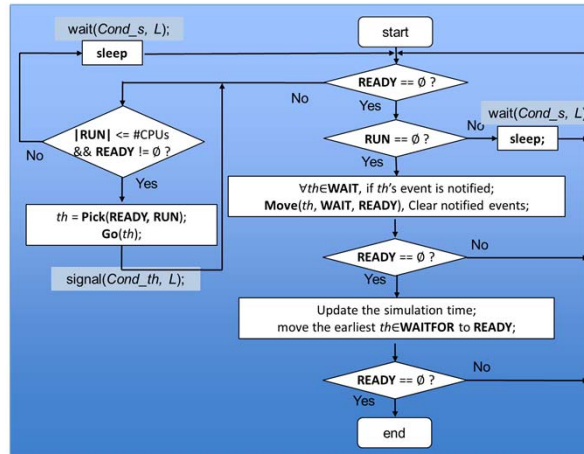 wait(Cond_s, L);
sleep
start
READY == Ø ?
No
Yes
|RUN| <= #CPUs
&& READY != Ø ?
No
Yes
RUN == Ø ?
No
Yes
wait(Cond_s, L)
sleep;
th = Pick(READY, RUN);
Go(th);
signal(Cond_th, L);
∀th∈WAIT, if th's event is notified;
Move(th, WAIT, READY), Clear notified events;
READY == Ø ?
No
Yes
Update the simulation time;
move the earliest th∈WAITFOR to READY;
READY == Ø ?
No
Yes
end